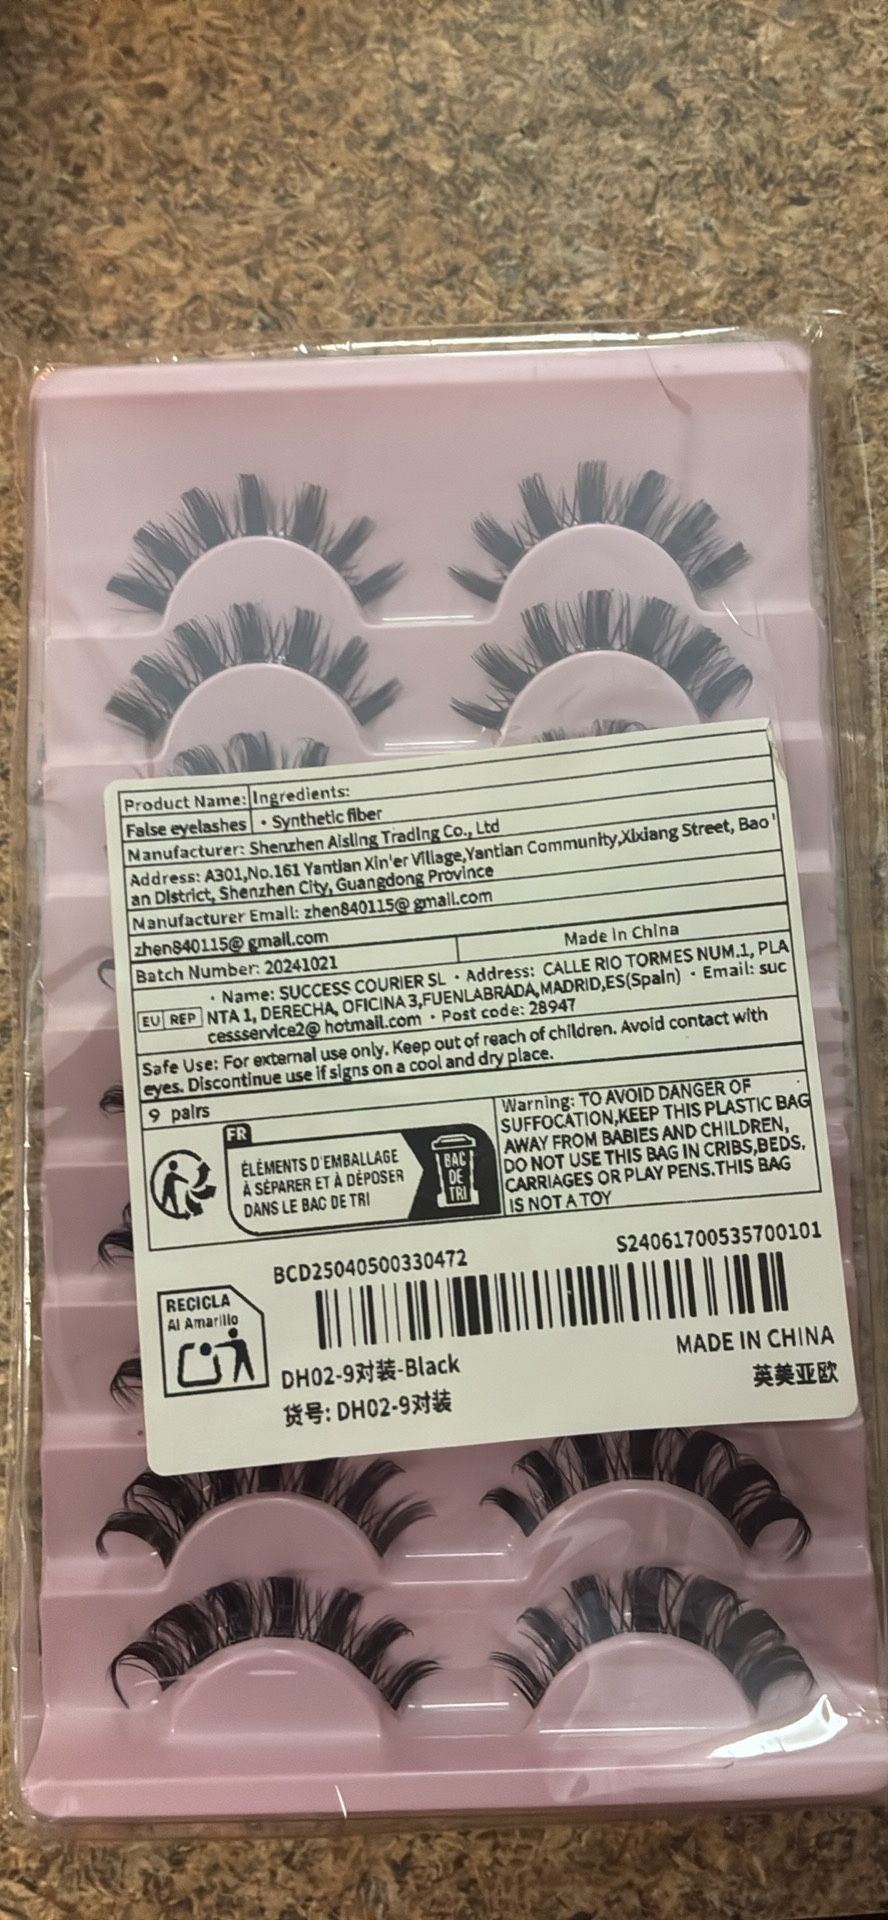 Product Name: Ingredients:
False eyelashes • Synthetic fiber
Manufacturer: Shenzhen Aisling Trading Co., Ltd
Address: A301,No.161 Yantian Xin'er Village,Yantian Community,Xixiang Street, Bao'
an District, Shenzhen City, Guangdong Province
Manufacturer Email: zhen840115@ gmail.com
zhen840115@ gmail.com
Made in China
Batch Number: 20241021
EU REP • Name: SUCCESS COURIER SL • Address: CALLE RIO TORMES NUM.1, PLA
NTA 1, DERECHA, OFICINA 3,FUENLABRADA,MADRID,ES(Spain) • Email: suc
cessservice2@ hotmail.com • Post code: 28947
Safe Use: For external use only. Keep out of reach of children. Avoid contact with
eyes. Discontinue use if signs on a cool and dry place.
9 pairs
FR
ÉLÉMENTS D'EMBALLAGE
À SÉPARER ET À DÉPOSER
DANS LE BAC DE TRI
BAC
DE
TRI
Warning: TO AVOID DANGER OF
SUFFOCATION,KEEP THIS PLASTIC BAG
AWAY FROM BABIES AND CHILDREN,
DO NOT USE THIS BAG IN CRIBS,BEDS,
CARRIAGES OR PLAY PENS.THIS BAG
IS NOT A TOY
BCD25040500330472
S24061700535700101
RECICLA
Al Amarillo
DH02-9对装-Black
MADE IN CHINA
货号: DH02-9对装
英美亚欧